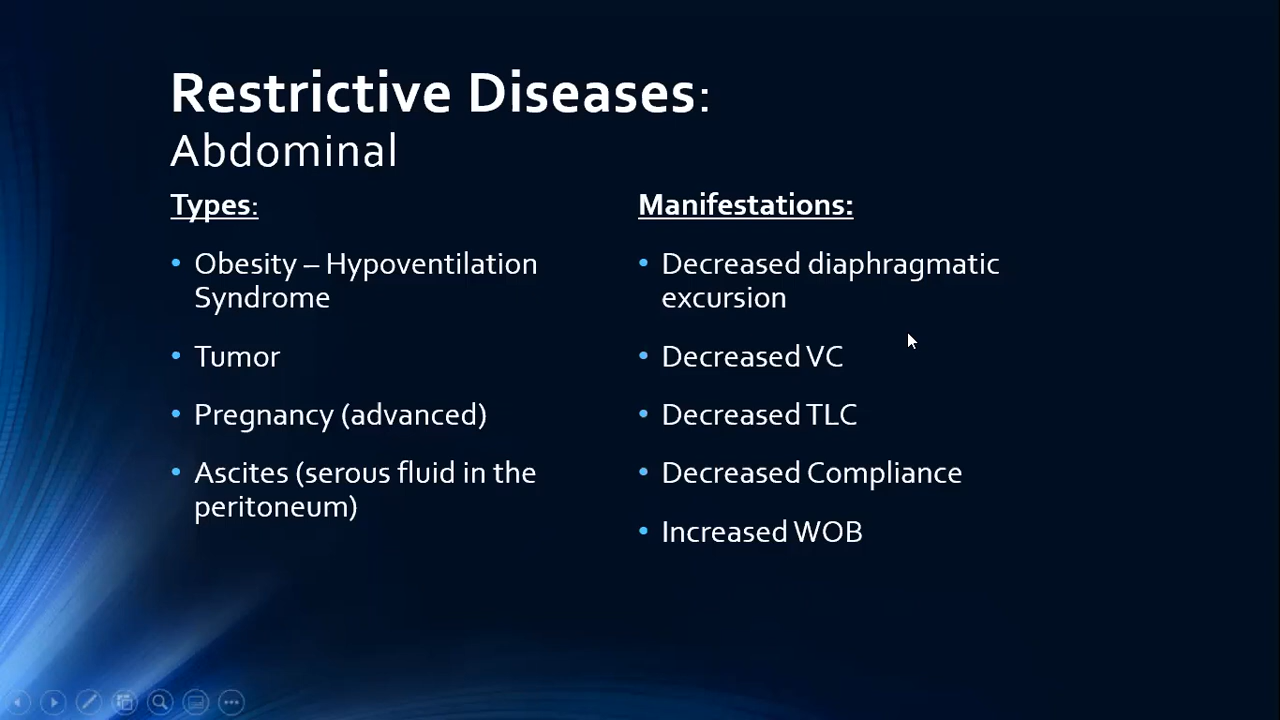 Restrictive Diseases:
Abdominal
Types:
• Obesity – Hypoventilation
Syndrome
• Tumor
• Pregnancy (advanced)
• Ascites (serous fluid in the
peritoneum)
Manifestations:
• Decreased diaphragmatic
excursion
• Decreased VC
• Decreased TLC
• Decreased Compliance
• Increased WOB